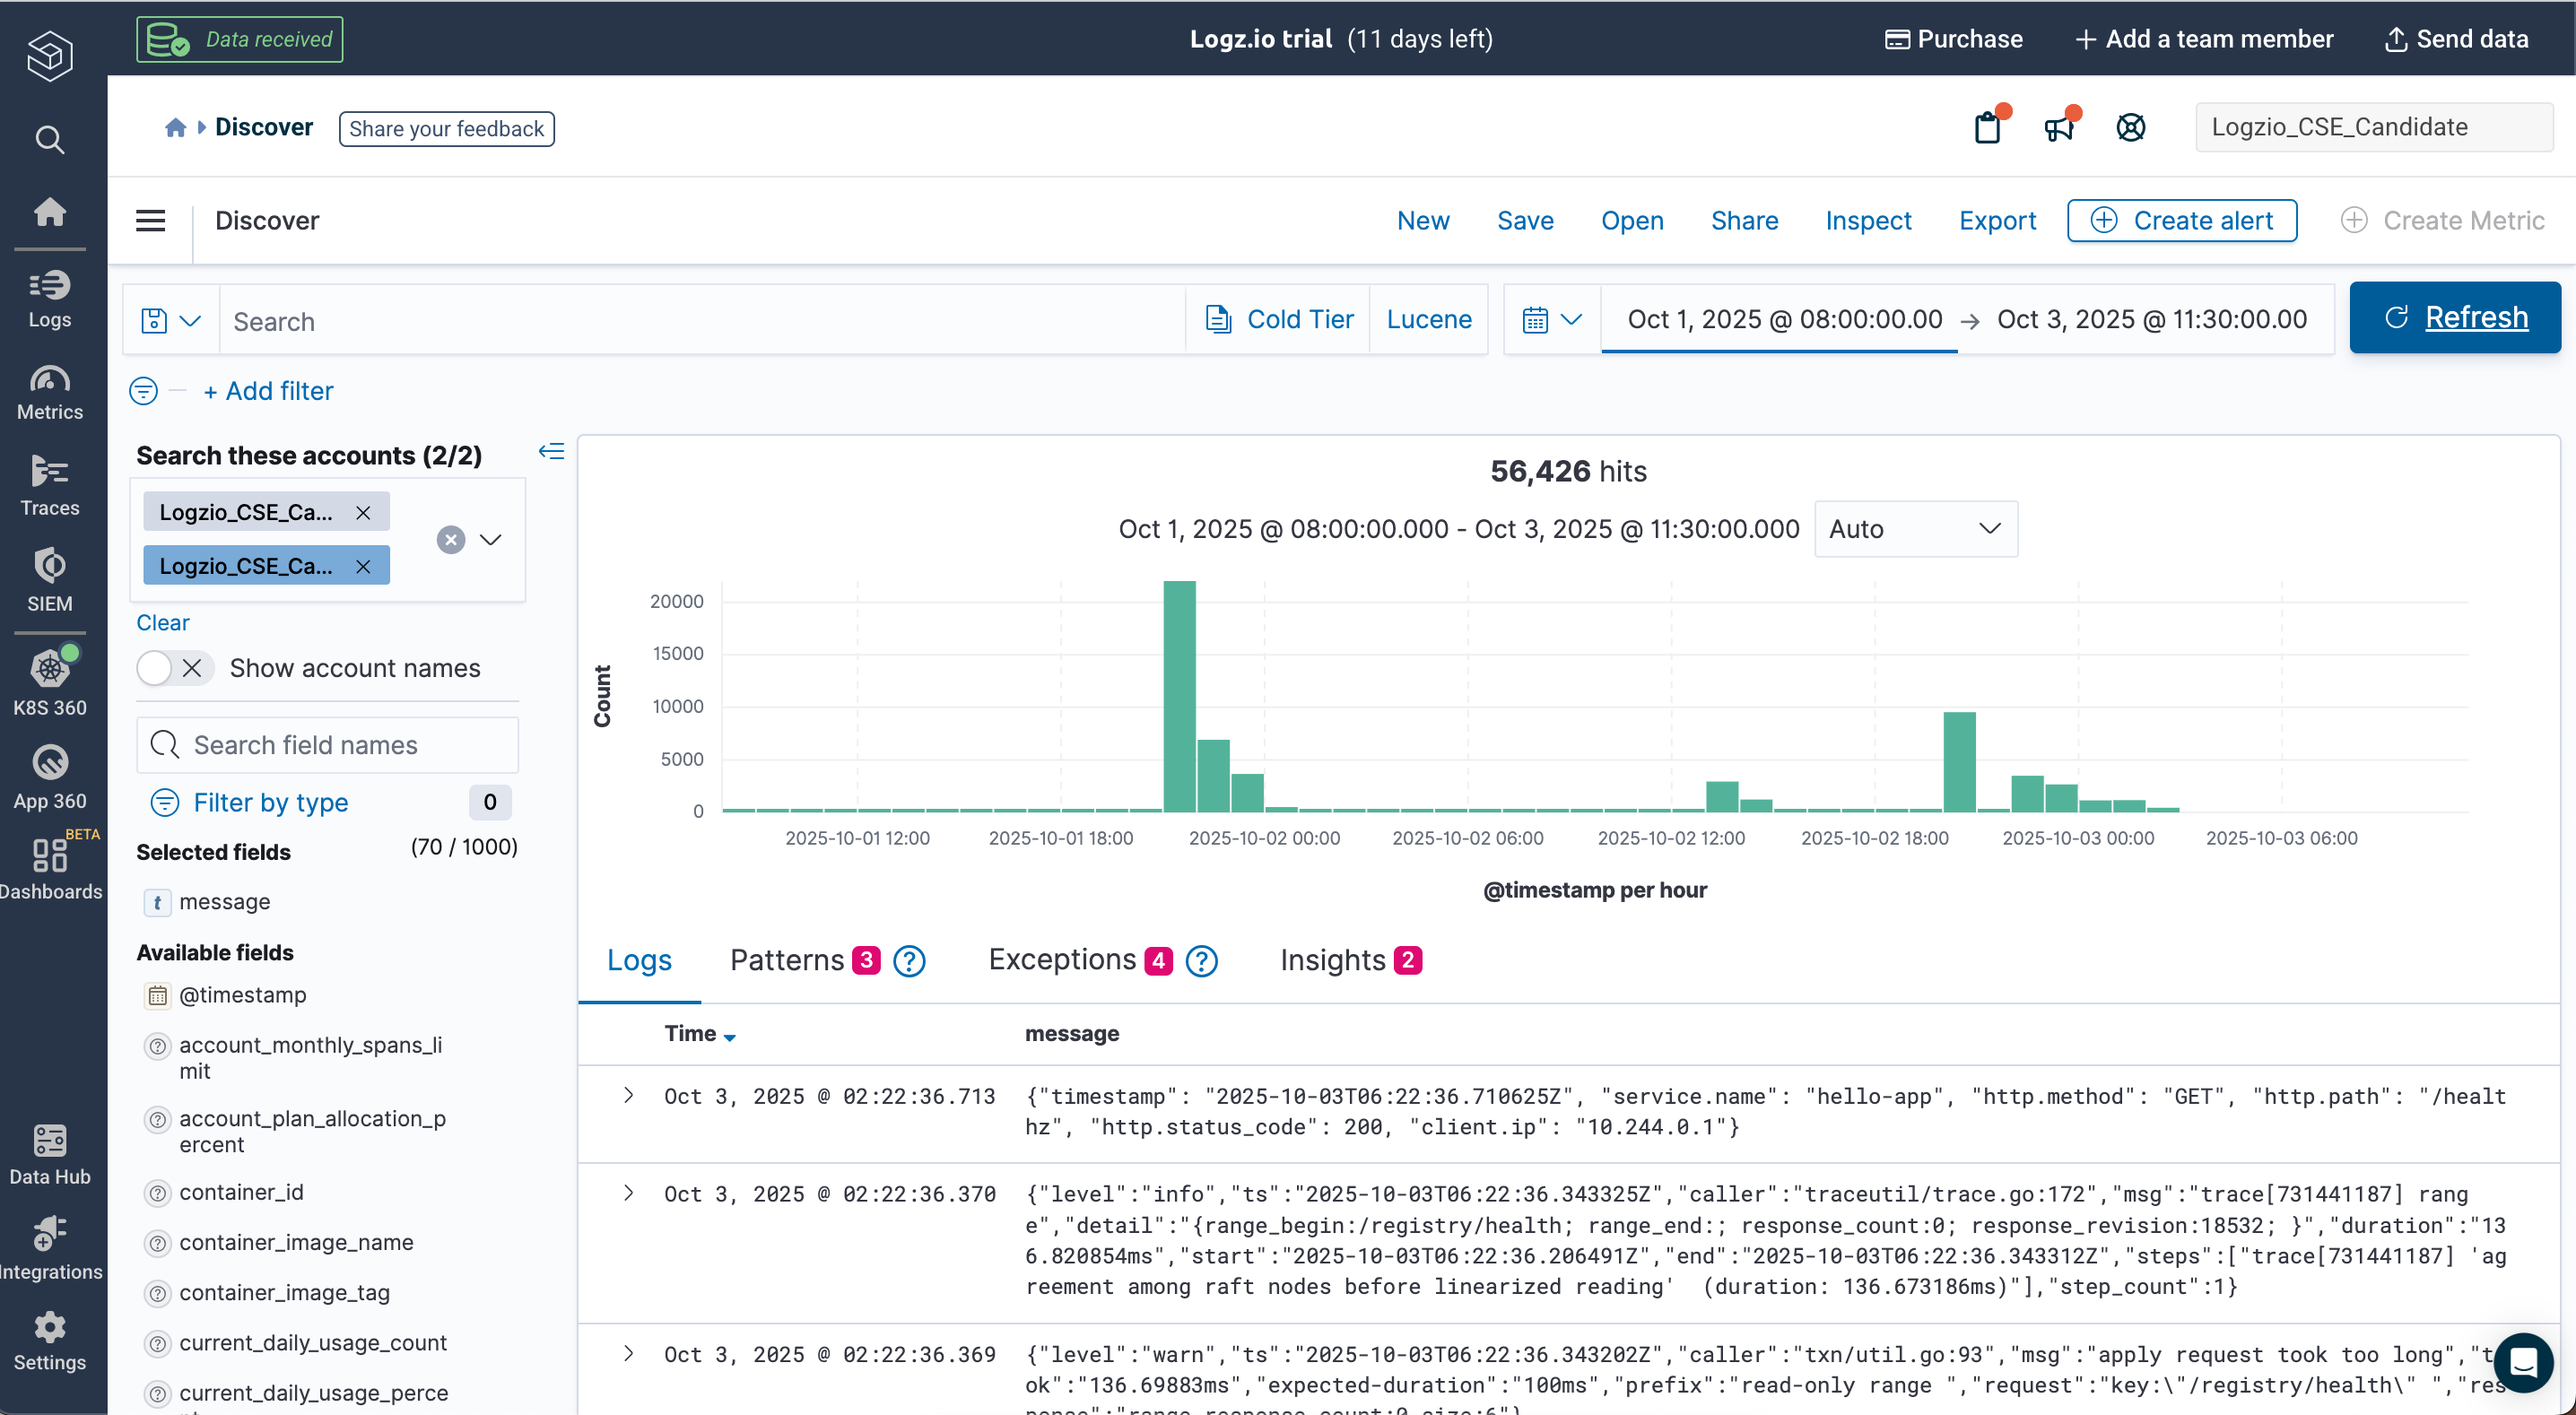 Data received
Logz.io trial (11 days left)
Purchase
Add a team member
Send data
Discover
Share your feedback
Logzio_CSE_Candidate
Discover
New
Save
Open
Share
Inspect
Export
Create alert
Create Metric
Search
Cold Tier
Lucene
Oct 1, 2025 @ 08:00:00.00 → Oct 3, 2025 @ 11:30:00.00
Refresh
+ Add filter
Logs
Metrics
Traces
SIEM
K8S 360
App 360
BETA
Dashboards
Data Hub
Integrations
Settings
Search these accounts (2/2)
Logzio_CSE_Ca... ×
Logzio_CSE_Ca... ×
Clear
Show account names
Search field names
Filter by type 0
Selected fields (70 / 1000)
t message
Available fields
@timestamp
account_monthly_spans_li
mit
account_plan_allocation_p
ercent
container_id
container_image_name
container_image_tag
current_daily_usage_count
current_daily_usage_perce
56,426 hits
Oct 1, 2025 @ 08:00:00.000 - Oct 3, 2025 @ 11:30:00.000
Auto
Count
20000
15000
10000
5000
0
2025-10-01 12:00
2025-10-01 18:00
2025-10-02 00:00
2025-10-02 06:00
2025-10-02 12:00
2025-10-02 18:00
2025-10-03 00:00
2025-10-03 06:00
@timestamp per hour
Logs
Patterns 3 ?
Exceptions 4 ?
Insights 2
Time message
Oct 3, 2025 @ 02:22:36.713
{"timestamp": "2025-10-03T06:22:36.710625Z", "service.name": "hello-app", "http.method": "GET", "http.path": "/healt
hz", "http.status_code": 200, "client.ip": "10.244.0.1"}
Oct 3, 2025 @ 02:22:36.370
{"level":"info","ts":"2025-10-03T06:22:36.343325Z","caller":"traceutil/trace.go:172","msg":"trace[731441187] rang
e","detail":"{range_begin:/registry/health; range_end:; response_count:0; response_revision:18532; }","duration":"13
6.820854ms","start":"2025-10-03T06:22:36.206491Z","end":"2025-10-03T06:22:36.343312Z","steps":["trace[731441187] 'ag
reement among raft nodes before linearized reading'  (duration: 136.673186ms)"],"step_count":1}
Oct 3, 2025 @ 02:22:36.369
{"level":"warn","ts":"2025-10-03T06:22:36.343202Z","caller":"txn/util.go:93","msg":"apply request took too long","t
ok":"136.69883ms","expected-duration":"100ms","prefix":"read-only range ","request":"key:\"/registry/health\" ","res